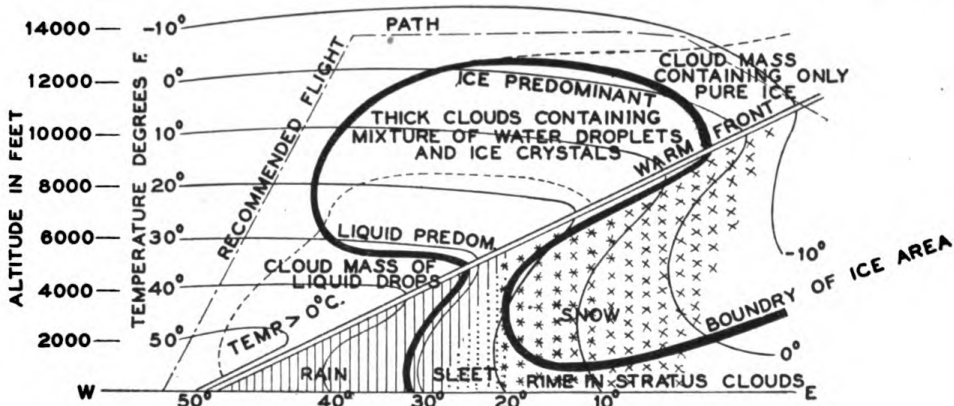 14000
12000
10000
8000
6000
4000
2000
ALTITUDE IN FEET
TEMPERATURE DEGREES F.
-10°
0°
10°
20°
30°
40°
50°
RECOMMENDED FLIGHT
PATH
CLOUD MASS
CONTAINING ONLY
PURE ICE
ICE PREDOMINANT
THICK CLOUDS CONTAINING
MIXTURE OF WATER DROPLETS
AND ICE CRYSTALS
WARM FRONT
LIQUID PREDOM.
CLOUD MASS OF
LIQUID DROPS
TEMP. > 0°C.
-10°
BOUNDRY OF ICE AREA
SNOW
0°
RAIN
SLEET
RIME IN STRATUS CLOUDS
W
E
50°
40°
30°
20°
10°